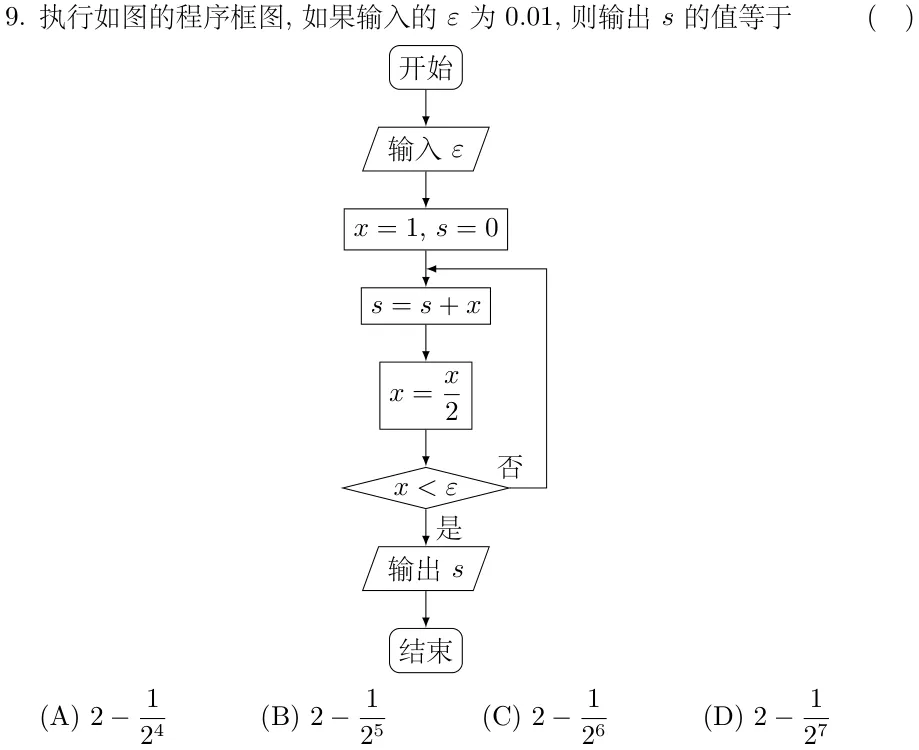 9. 执行如图的程序框图, 如果输入的 ε 为 0.01, 则输出 s 的值等于 ( )
开始
输入 ε
x = 1, s = 0
s = s + x
x = x/2
否
x < ε
是
输出 s
结束
(A) 2 − 1/2⁴ (B) 2 − 1/2⁵ (C) 2 − 1/2⁶ (D) 2 − 1/2⁷